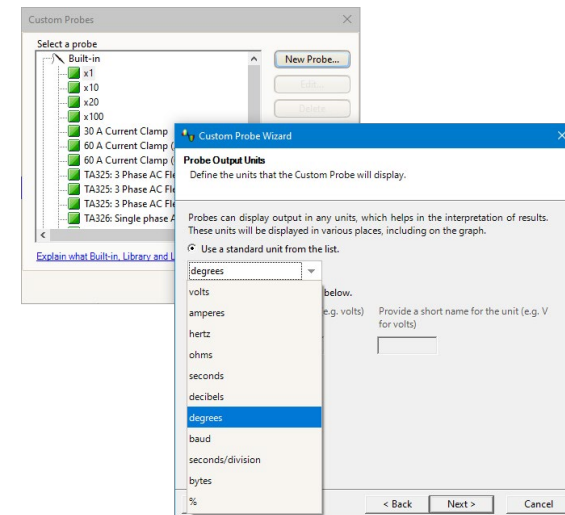 Custom Probes
Select a probe
Built-in
x1
x10
x20
x100
30 A Current Clamp
60 A Current Clamp (
60 A Current Clamp (
TA325: 3 Phase AC Fle
TA325: 3 Phase AC Fle
TA325: 3 Phase AC Fle
TA326: Single phase A
New Probe...
Edit...
Delete
Explain what Built-in, Library and L
Custom Probe Wizard
Probe Output Units
Define the units that the Custom Probe will display.
Probes can display output in any units, which helps in the interpretation of results.
These units will be displayed in various places, including on the graph.
Use a standard unit from the list.
degrees
volts
amperes
hertz
ohms
seconds
decibels
degrees
baud
seconds/division
bytes
%
below.
e.g. volts)
Provide a short name for the unit (e.g. V
for volts)
< Back
Next >
Cancel